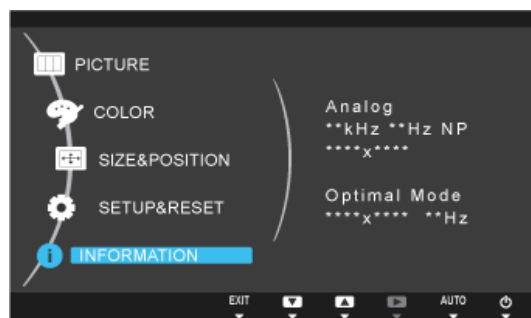 PICTURE
COLOR
SIZE&POSITION
SETUP&RESET
INFORMATION
Analog
**kHz **Hz NP
****x****
Optimal Mode
****x**** **Hz
EXIT
AUTO